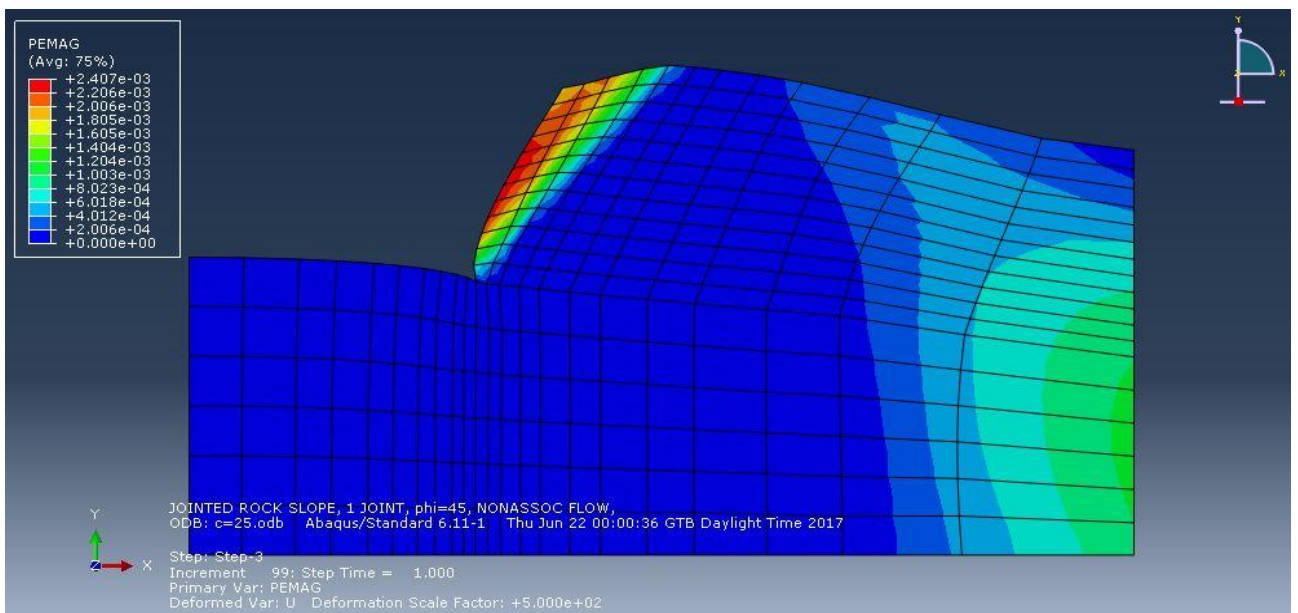 PEMAG
(Avg: 75%)
+2.407e-03
+2.206e-03
+2.006e-03
+1.805e-03
+1.605e-03
+1.404e-03
+1.204e-03
+1.003e-03
+8.023e-04
+6.018e-04
+4.012e-04
+2.006e-04
+0.000e+00
Y
X
Z
Y
X
Z
JOINTED ROCK SLOPE, 1 JOINT, phi=45, NONASSOC FLOW,
ODB: c=25.odb Abaqus/Standard 6.11-1 Thu Jun 22 00:00:36 GTB Daylight Time 2017
Step: Step-3
Increment 99: Step Time = 1.000
Primary Var: PEMAG
Deformed Var: U Deformation Scale Factor: +5.000e+02